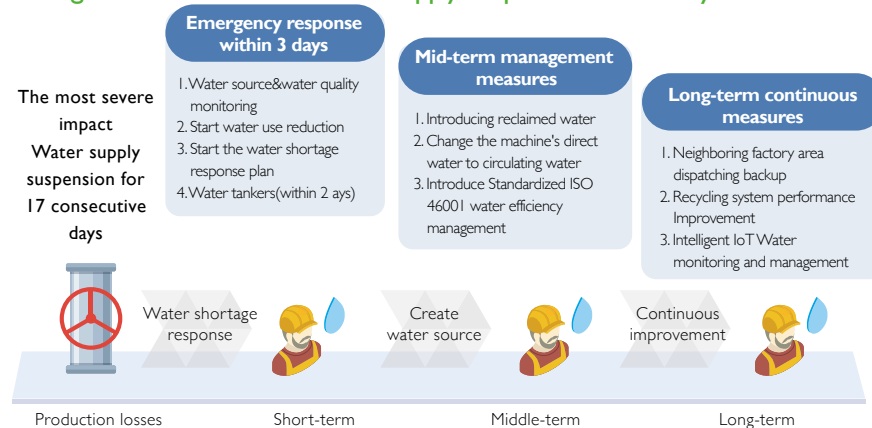 The most severe
impact
Water supply
suspension for
17 consecutive
days
Emergency response
within 3 days
1.Water source&water quality
monitoring
2. Start water use reduction
3. Start the water shortage
response plan
4.Water tankers(within 2 ays)
Mid-term management
measures
1. Introducing reclaimed water
2. Change the machine's direct
water to circulating water
3. Introduce Standardized ISO
46001 water efficiency
management
Long-term continuous
measures
1. Neighboring factory area
dispatching backup
2. Recycling system performance
Improvement
3. Intelligent IoT Water
monitoring and management
Water shortage
response
Create
water source
Continuous
improvement
Production losses
Short-term
Middle-term
Long-term